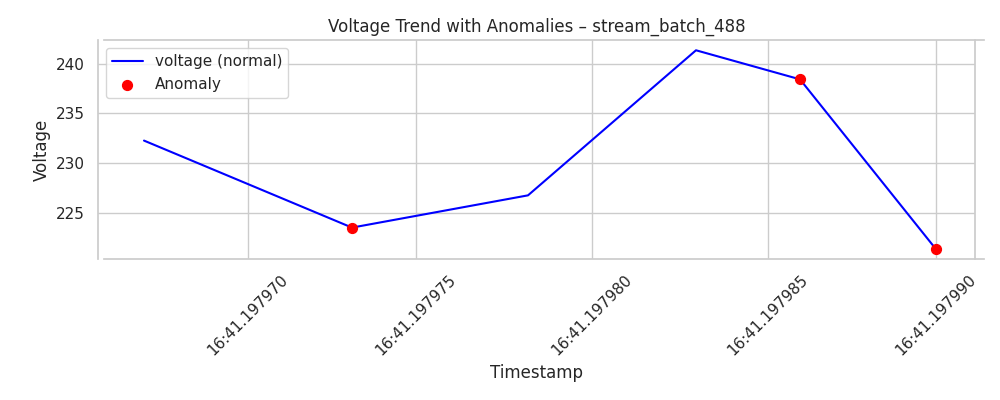 Voltage Trend with Anomalies – stream_batch_488
voltage (normal)
Anomaly
Voltage
240
235
230
225
16:41.197970
16:41.197975
16:41.197980
16:41.197985
16:41.197990
Timestamp